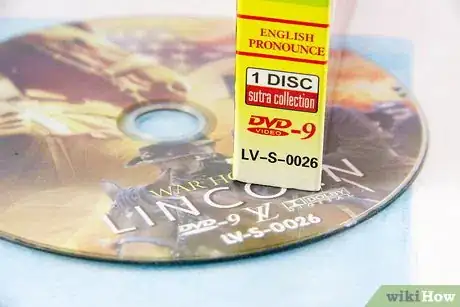 ENGLISH
PRONOUNCE
1 DISC
sutra collection
DVD-9
VIDEO
LV-S-0026
WAR HO
LINCOLN
DVD-9
LV-S-0026
wikiHow